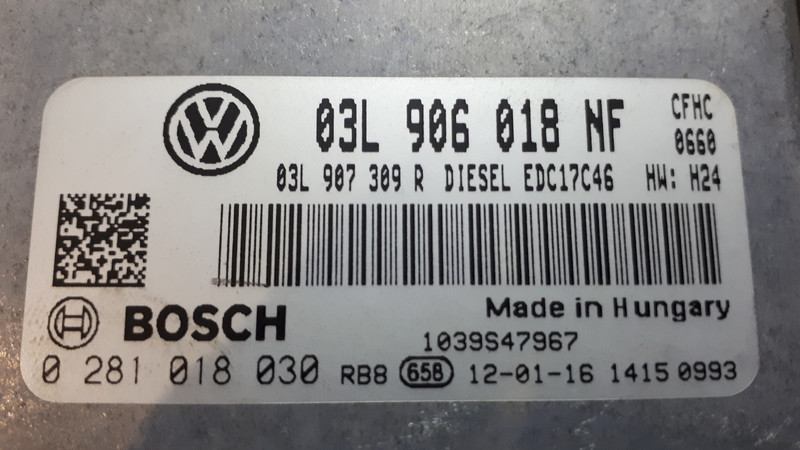 03L 906 018 NF CFHC
0660
03L 907 309 R DIESEL EDC17C46 HW: H24
BOSCH
Made in Hungary
1039S47967
0 281 018 030 RB8 65B 12-01-16 1415 0993